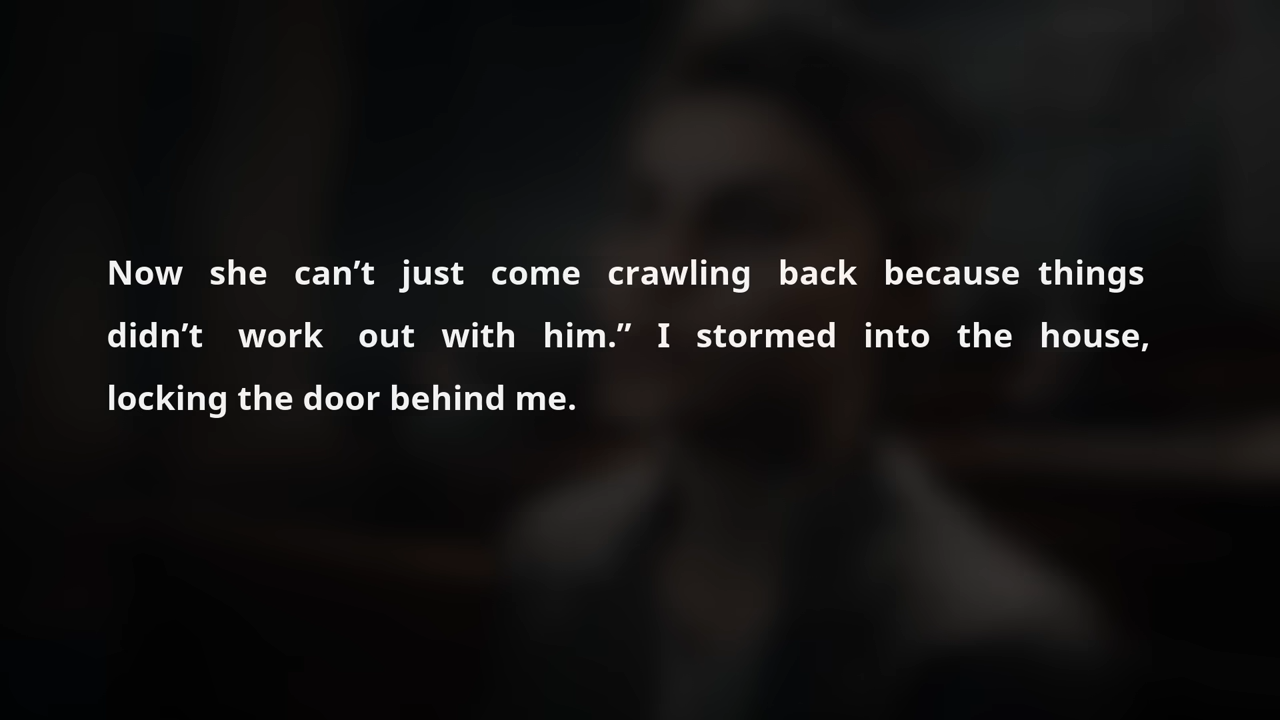 Now she can’t just come crawling back because things
didn’t work out with him.” I stormed into the house,
locking the door behind me.